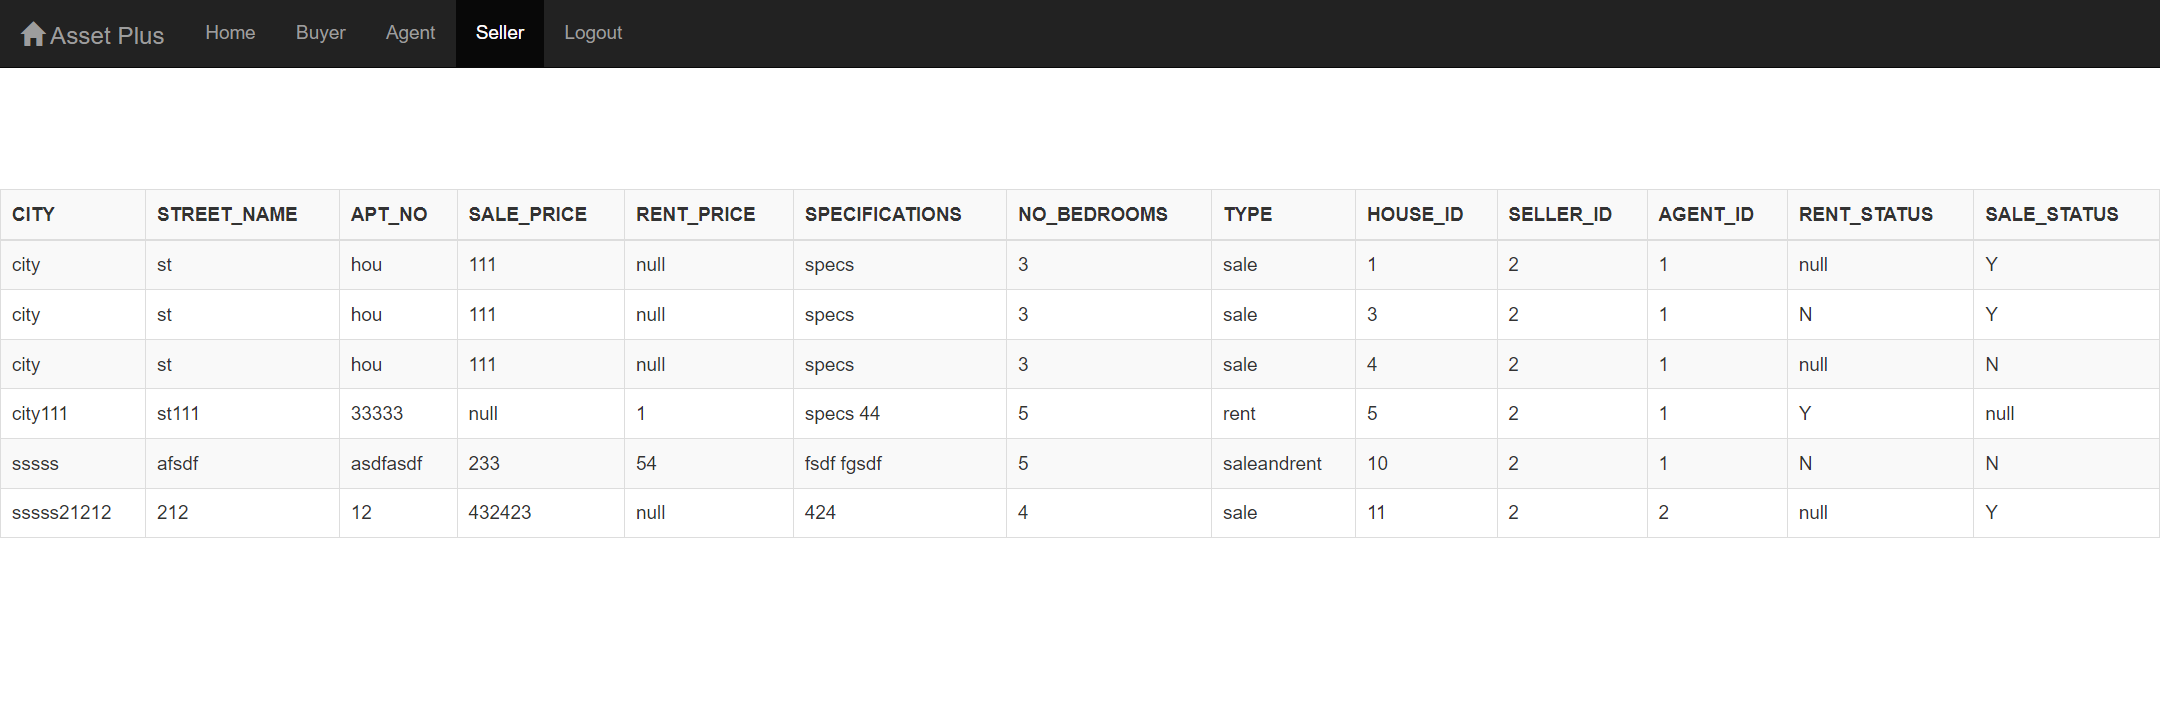 Asset Plus Home Buyer Agent Seller Logout
CITY STREET_NAME APT_NO SALE_PRICE RENT_PRICE SPECIFICATIONS NO_BEDROOMS TYPE HOUSE_ID SELLER_ID AGENT_ID RENT_STATUS SALE_STATUS
city st hou 111 null specs 3 sale 1 2 1 null Y
city st hou 111 null specs 3 sale 3 2 1 N Y
city st hou 111 null specs 3 sale 4 2 1 null N
city111 st111 33333 null 1 specs 44 5 rent 5 2 1 Y null
sssss afsdf asdfasdf 233 54 fsdf fgsdf 5 saleandrent 10 2 1 N N
sssss21212 212 12 432423 null 424 4 sale 11 2 2 null Y